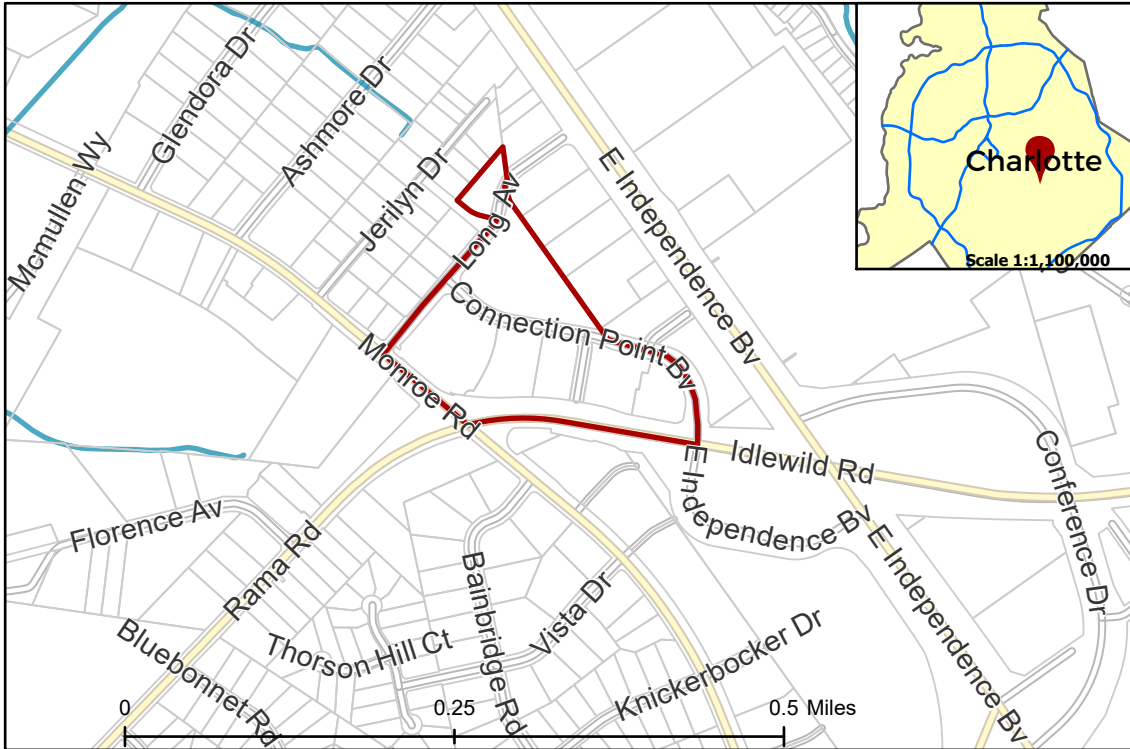 Glendora Dr
Ashmore Dr
Mcmullen Wy
Jerilyn Dr
Long Av
E Independence Bv
Charlotte
Scale 1:1,100,000
Connection Point Bv
Monroe Rd
Idlewild Rd
E Independence Bv
E Independence Bv
Conference Dr
Florence Av
Rama Rd
Bainbridge Rd
Vista Dr
Thorson Hill Ct
Bluebonnet Rd
Knickerbocker Dr
0 0.25 0.5 Miles